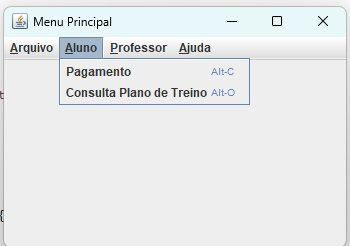 Menu Principal
Arquivo Aluno Professor Ajuda
Pagamento Alt-C
Consulta Plano de Treino Alt-O
t
{